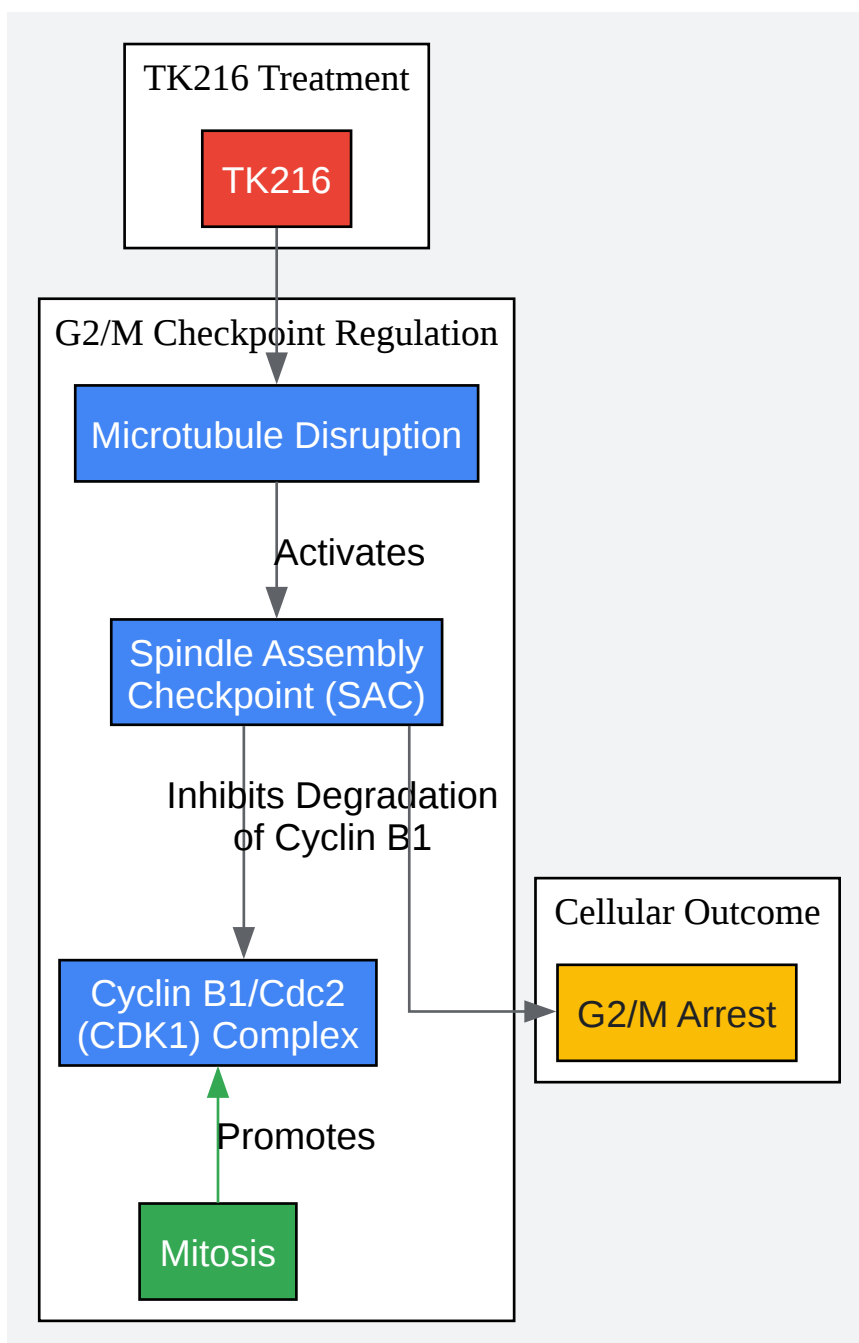 TK216 Treatment
TK216
G2/M Checkpoint Regulation
Microtubule Disruption
Activates
Spindle Assembly
Checkpoint (SAC)
Inhibits Degradation
of Cyclin B1
Cellular Outcome
G2/M Arrest
Cyclin B1/Cdc2
(CDK1) Complex
Promotes
Mitosis